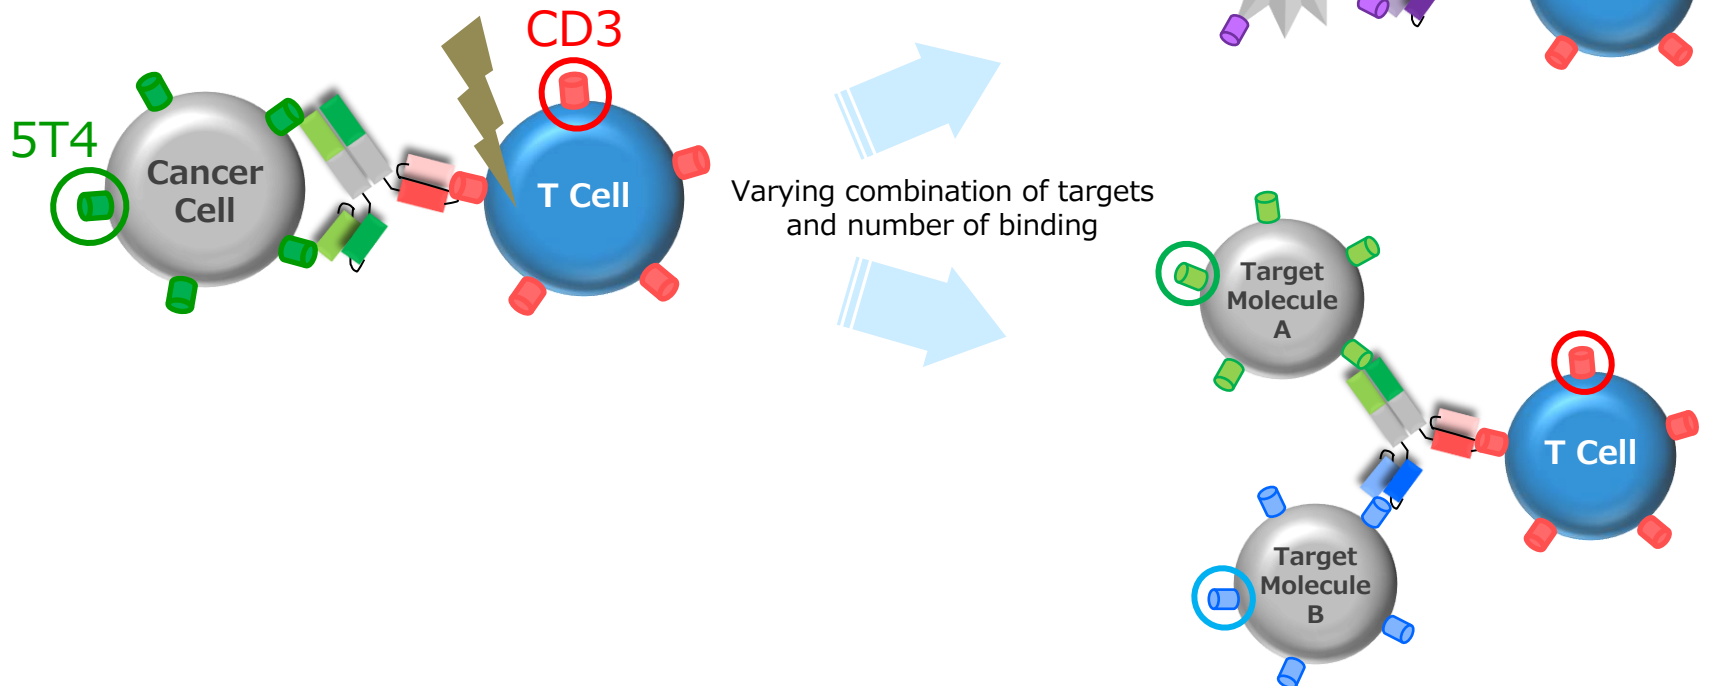 CD3
5T4
Cancer
Cell
T Cell
Varying combination of targets
and number of binding
Target
Molecule
A
T Cell
Target
Molecule
B